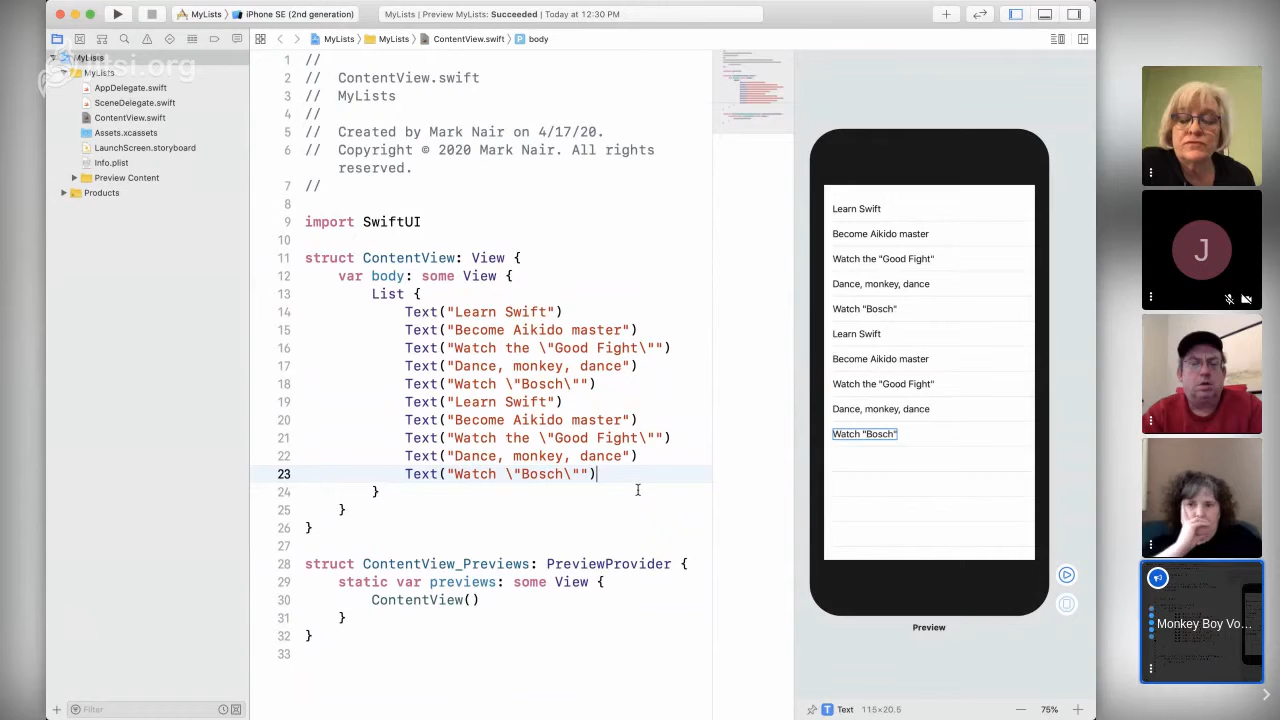 MyLists
iPhone SE (2nd generation)
MyLists | Preview MyLists: Succeeded | Today at 12:30 PM
MyLists
MyLists
ContentView.swift
body
jitsi.org
MyLists
MyLists
AppDelegate.swift
SceneDelegate.swift
ContentView.swift
Assets.xcassets
LaunchScreen.storyboard
Info.plist
Preview Content
Products
1 //
2 // ContentView.swift
3 // MyLists
4 //
5 // Created by Mark Nair on 4/17/20.
6 // Copyright © 2020 Mark Nair. All rights
reserved.
7 //
8
9 import SwiftUI
10
11 struct ContentView: View {
12 var body: some View {
13 List {
14 Text("Learn Swift")
15 Text("Become Aikido master")
16 Text("Watch the \"Good Fight\"")
17 Text("Dance, monkey, dance")
18 Text("Watch \"Bosch\"")
19 Text("Learn Swift")
20 Text("Become Aikido master")
21 Text("Watch the \"Good Fight\"")
22 Text("Dance, monkey, dance")
23 Text("Watch \"Bosch\"")
24 }
25 }
26 }
27
28 struct ContentView_Previews: PreviewProvider {
29 static var previews: some View {
30 ContentView()
31 }
32 }
33
Learn Swift
Become Aikido master
Watch the "Good Fight"
Dance, monkey, dance
Watch "Bosch"
Learn Swift
Become Aikido master
Watch the "Good Fight"
Dance, monkey, dance
Watch "Bosch"
Preview
J
Monkey Boy Vo...
Filter
T Text 115×20.5
75%